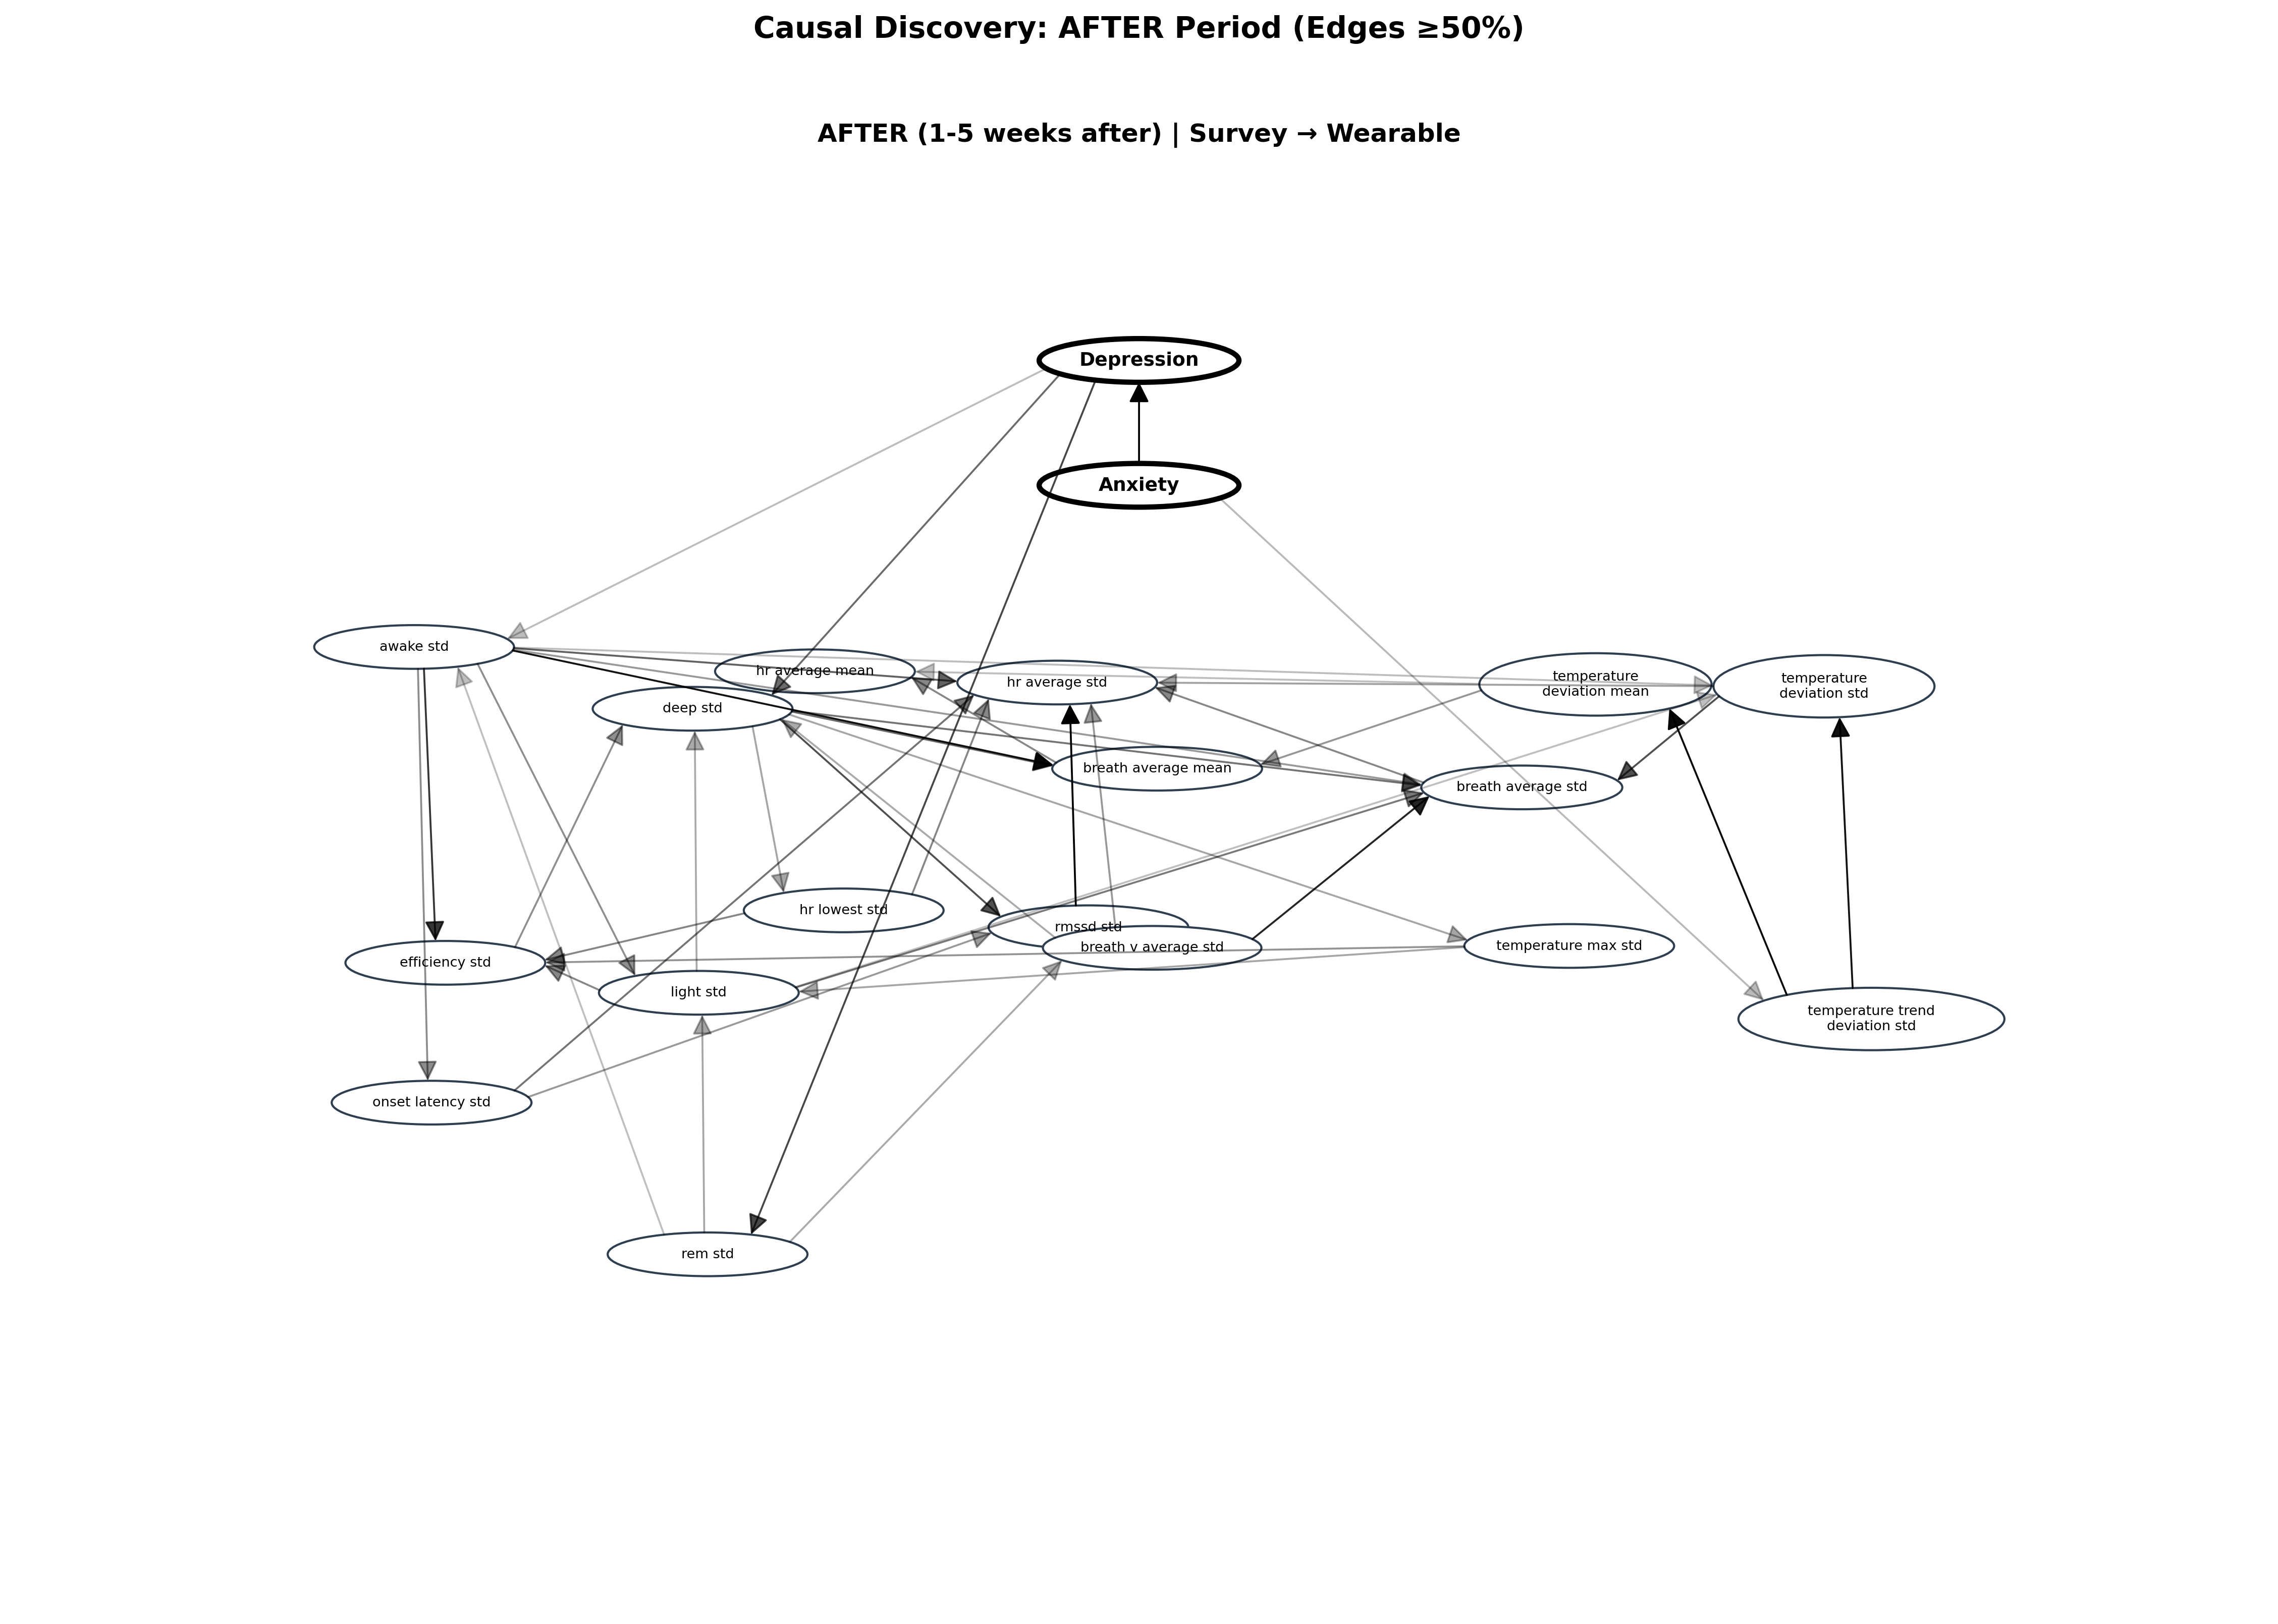 Causal Discovery: AFTER Period (Edges ≥50%)
AFTER (1-5 weeks after) | Survey → Wearable
Depression
Anxiety
awake std
hr average mean
hr average std
temperature
deviation mean
temperature
deviation std
deep std
breath average mean
breath average std
hr lowest std
rmssd std
breath v average std
temperature max std
efficiency std
light std
temperature trend
deviation std
onset latency std
rem std